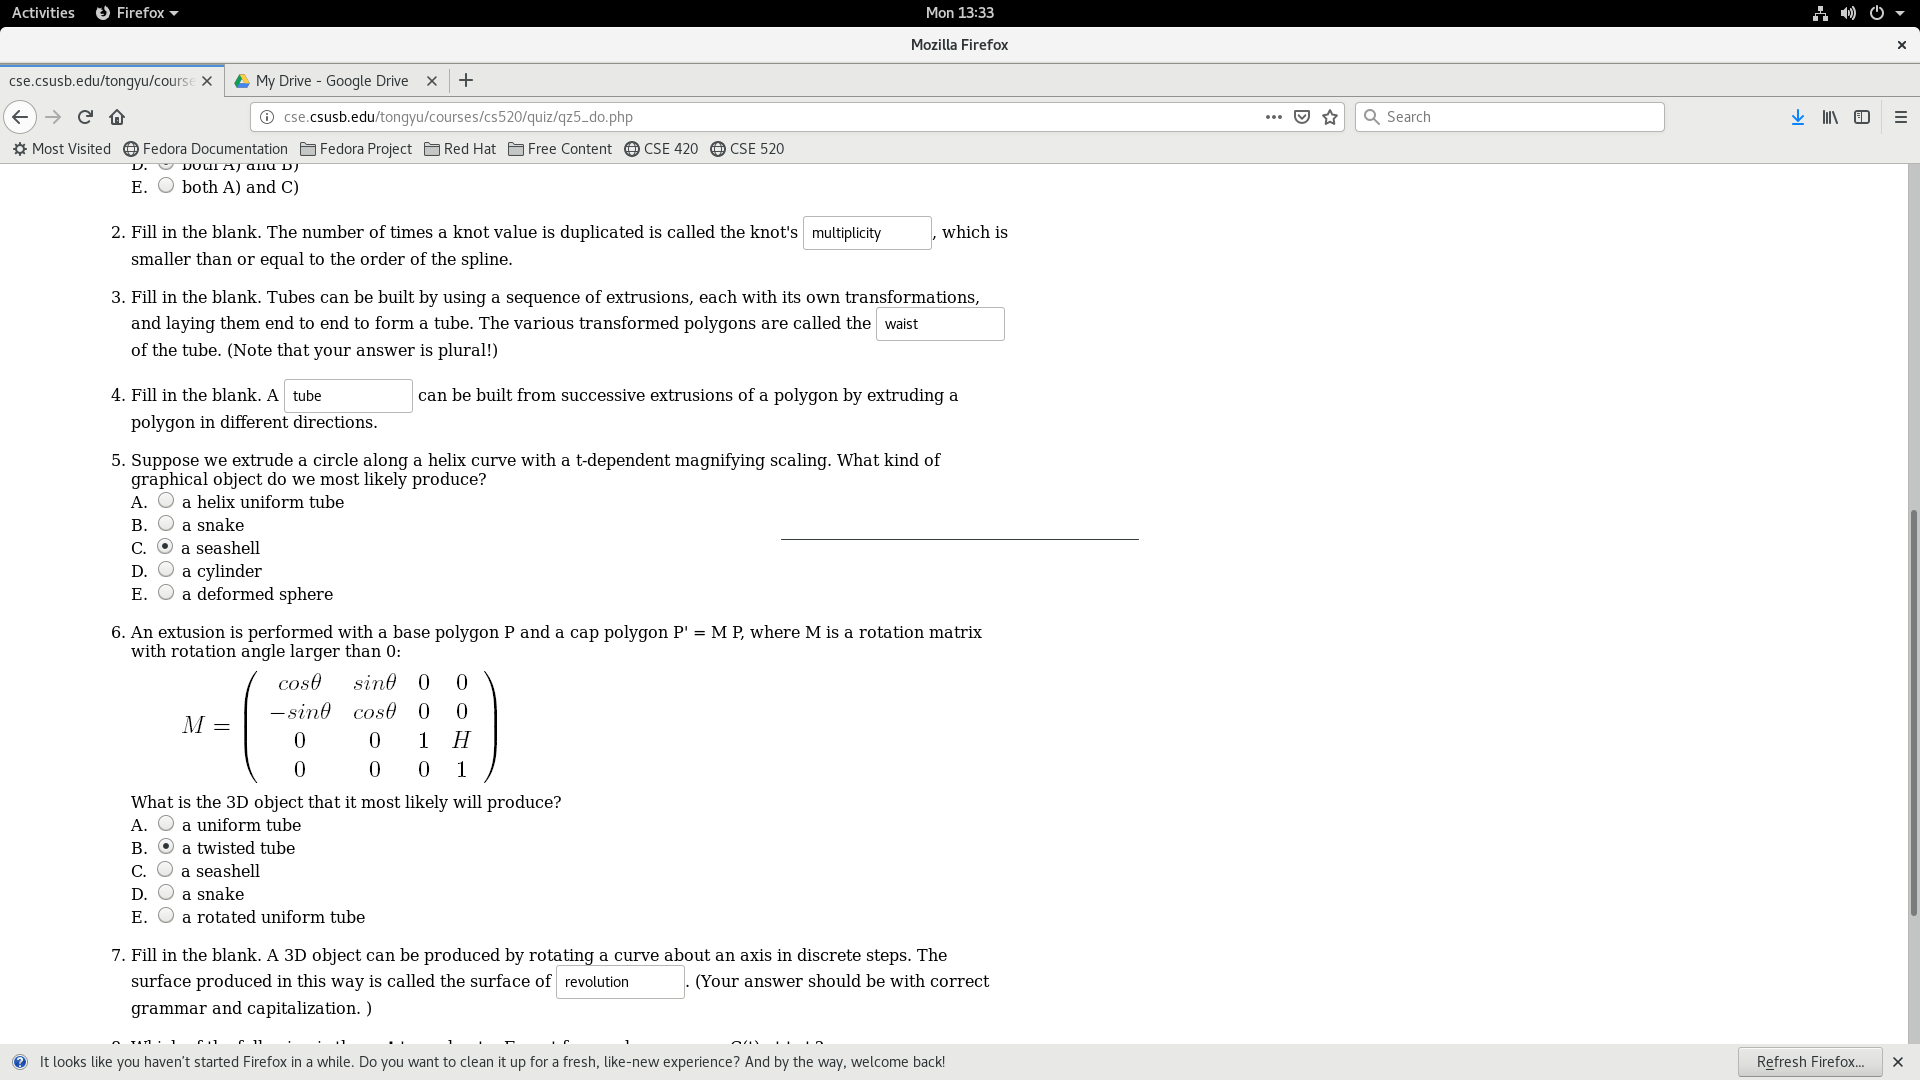 Activities Firefox Mon 13:33
Mozilla Firefox
cse.csusb.edu/tongyu/course My Drive - Google Drive
cse.csusb.edu/tongyu/courses/cs520/quiz/qz5_do.php Search
Most Visited Fedora Documentation Fedora Project Red Hat Free Content CSE 420 CSE 520
D. both A) and B)
E. both A) and C)
2. Fill in the blank. The number of times a knot value is duplicated is called the knot's multiplicity , which is
smaller than or equal to the order of the spline.
3. Fill in the blank. Tubes can be built by using a sequence of extrusions, each with its own transformations,
and laying them end to end to form a tube. The various transformed polygons are called the waist
of the tube. (Note that your answer is plural!)
4. Fill in the blank. A tube can be built from successive extrusions of a polygon by extruding a
polygon in different directions.
5. Suppose we extrude a circle along a helix curve with a t-dependent magnifying scaling. What kind of
graphical object do we most likely produce?
A. a helix uniform tube
B. a snake
C. a seashell
D. a cylinder
E. a deformed sphere
6. An extusion is performed with a base polygon P and a cap polygon P' = M P, where M is a rotation matrix
with rotation angle larger than 0:
cosθ sinθ 0 0
−sinθ cosθ 0 0
M =
0 0 1 H
0 0 0 1
What is the 3D object that it most likely will produce?
A. a uniform tube
B. a twisted tube
C. a seashell
D. a snake
E. a rotated uniform tube
7. Fill in the blank. A 3D object can be produced by rotating a curve about an axis in discrete steps. The
surface produced in this way is called the surface of revolution . (Your answer should be with correct
grammar and capitalization. )
It looks like you haven't started Firefox in a while. Do you want to clean it up for a fresh, like-new experience? And by the way, welcome back! Refresh Firefox...